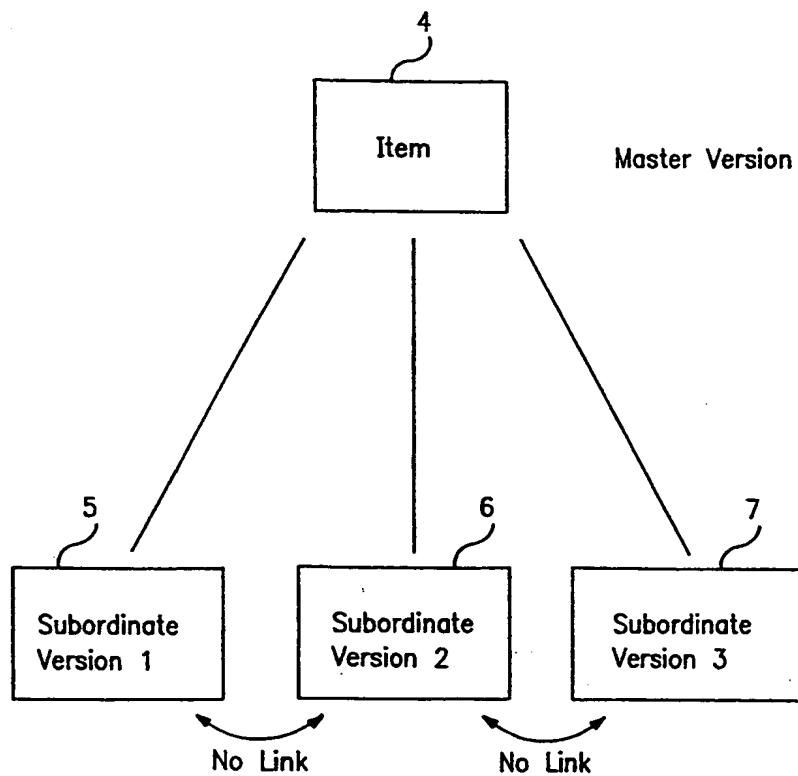 4
Item
Master Version
5
6
7
Subordinate
Version 1
Subordinate
Version 2
Subordinate
Version 3
No Link
No Link